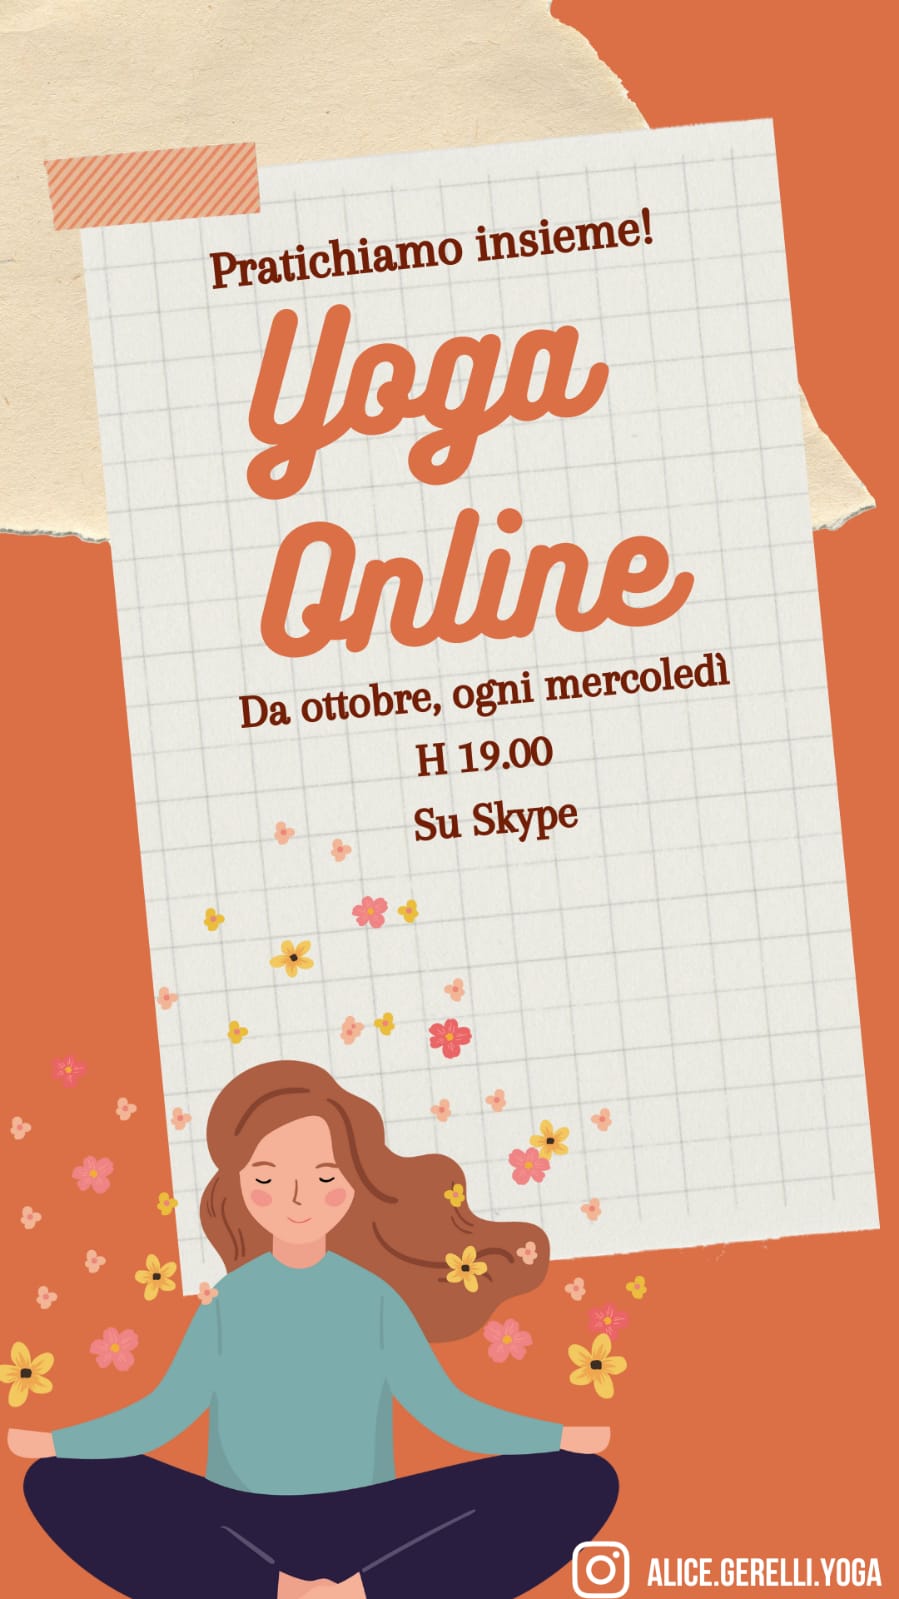 Pratichiamo insieme!
Yoga
Online
Da ottobre, ogni mercoledì
H 19.00
Su Skype
ALICE.GERELLI.YOGA